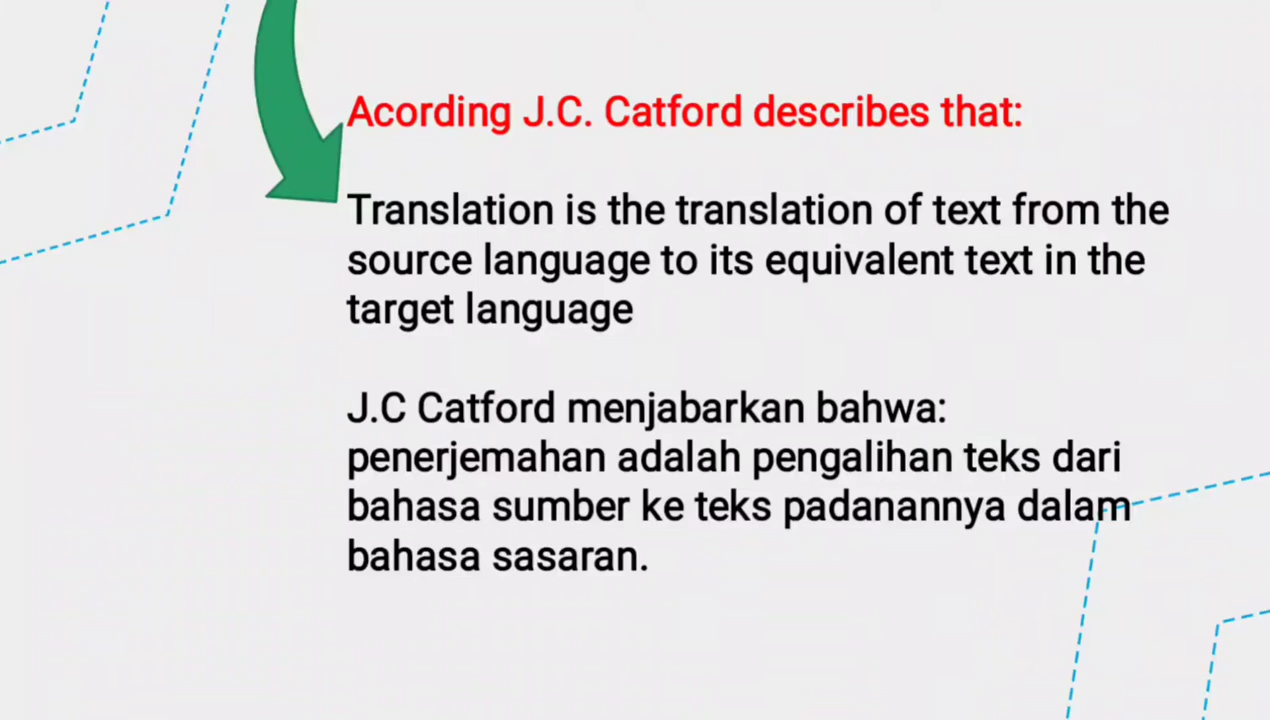 Acording J.C. Catford describes that:
Translation is the translation of text from the
source language to its equivalent text in the
target language
J.C Catford menjabarkan bahwa:
penerjemahan adalah pengalihan teks dari
bahasa sumber ke teks padanannya dalam
bahasa sasaran.